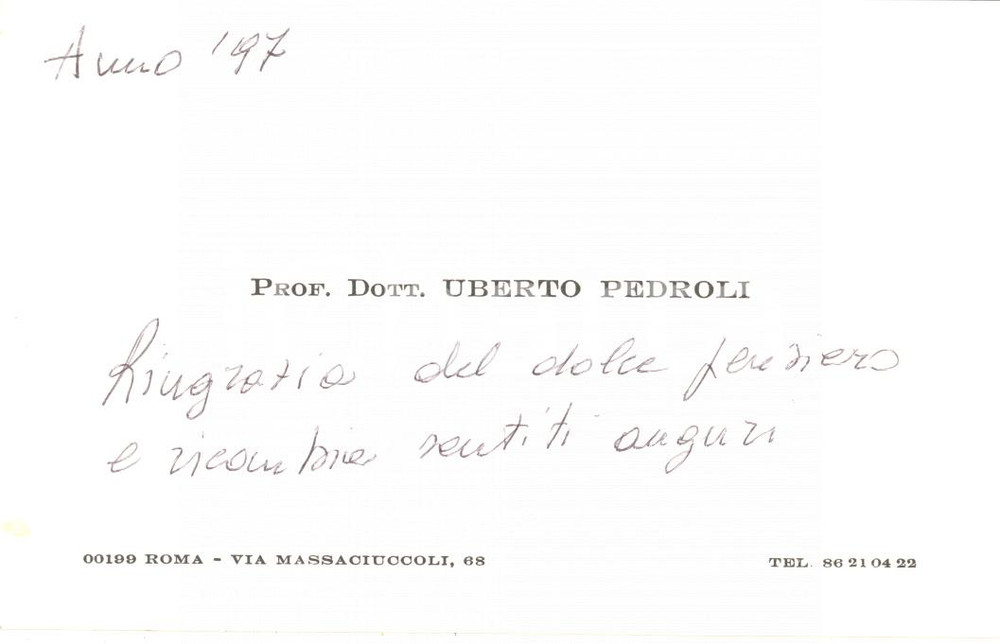 Anno '97
PROF. DOTT. UBERTO PEDROLI
Ringrazia del dolce pensiero
e ricambia sentiti auguri
00199 ROMA - VIA MASSACIUCCOLI, 68
TEL. 86 21 04 22